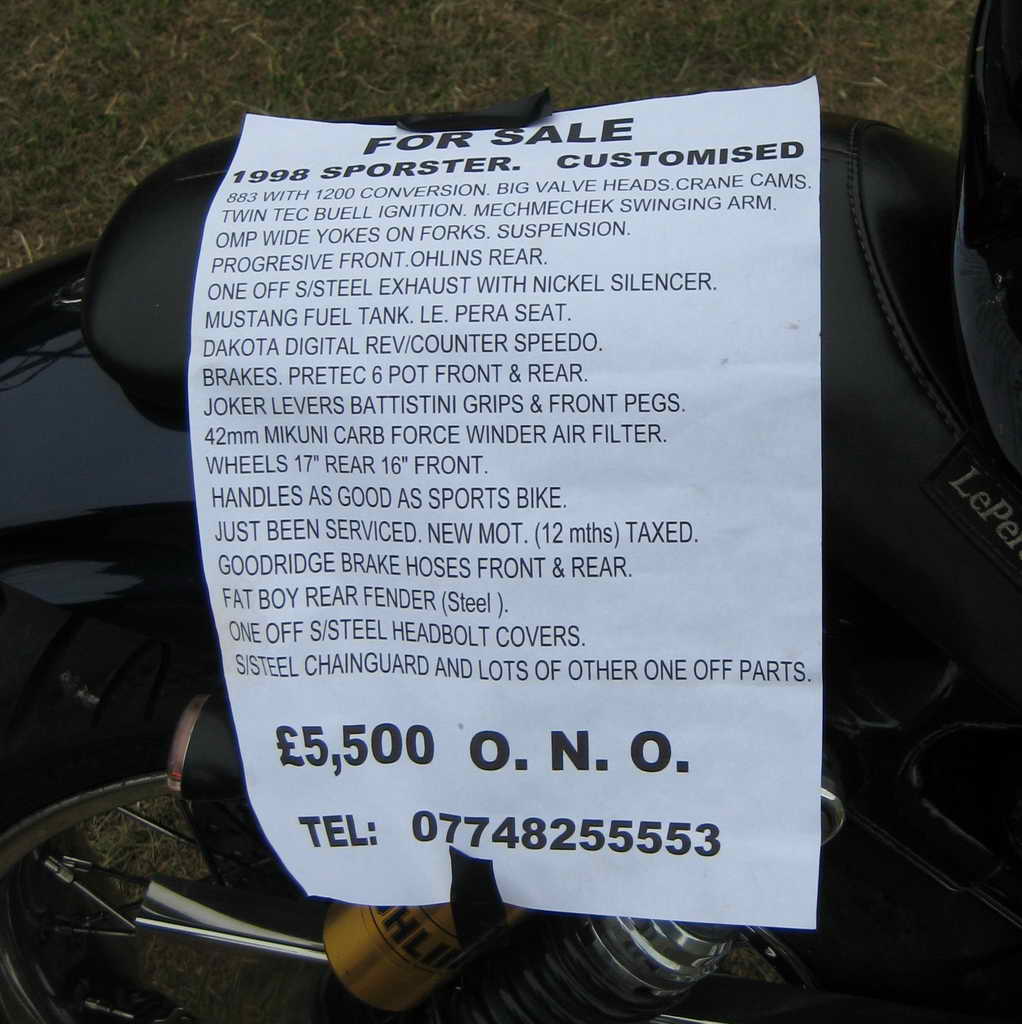 FOR SALE
1998 SPORSTER. CUSTOMISED
883 WITH 1200 CONVERSION. BIG VALVE HEADS.CRANE CAMS.
TWIN TEC BUELL IGNITION. MECHMECHEK SWINGING ARM.
OMP WIDE YOKES ON FORKS. SUSPENSION.
PROGRESIVE FRONT.OHLINS REAR.
ONE OFF S/STEEL EXHAUST WITH NICKEL SILENCER.
MUSTANG FUEL TANK. LE. PERA SEAT.
DAKOTA DIGITAL REV/COUNTER SPEEDO.
BRAKES. PRETEC 6 POT FRONT & REAR.
JOKER LEVERS BATTISTINI GRIPS & FRONT PEGS.
42mm MIKUNI CARB FORCE WINDER AIR FILTER.
WHEELS 17" REAR 16" FRONT.
HANDLES AS GOOD AS SPORTS BIKE.
JUST BEEN SERVICED. NEW MOT. (12 mths) TAXED.
GOODRIDGE BRAKE HOSES FRONT & REAR.
FAT BOY REAR FENDER (Steel ).
ONE OFF S/STEEL HEADBOLT COVERS.
S/STEEL CHAINGUARD AND LOTS OF OTHER ONE OFF PARTS.
£5,500 O. N. O.
TEL: 07748255553
LePer
HLI